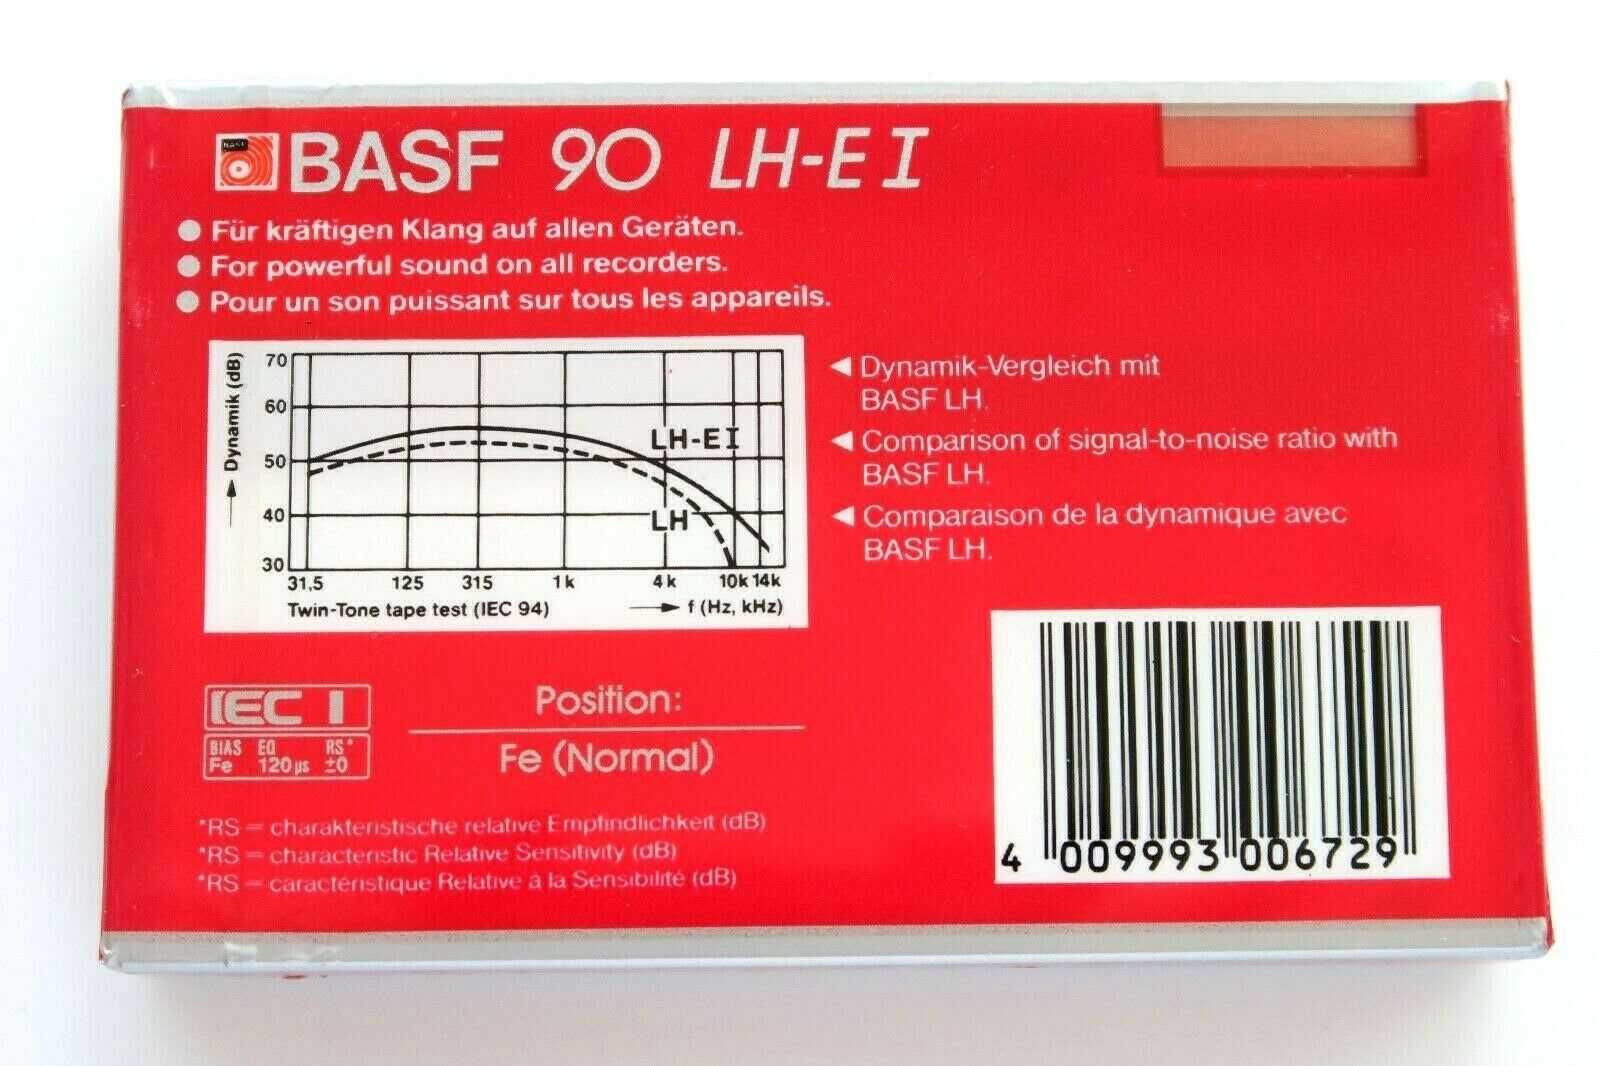 BASF
BASF 90 LH-E I
● Für kräftigen Klang auf allen Geräten.
● For powerful sound on all recorders.
● Pour un son puissant sur tous les appareils.
Dynamik (dB)
70
60
50
40
30
LH-E I
LH
31,5 125 315 1k 4k 10k 14k
Twin-Tone tape test (IEC 94) f (Hz, kHz)
◄ Dynamik-Vergleich mit
BASF LH.
◄ Comparison of signal-to-noise ratio with
BASF LH.
◄ Comparaison de la dynamique avec
BASF LH.
IEC I
BIAS EQ RS*
Fe 120µs ±0
Position:
Fe (Normal)
*RS = charakteristische relative Empfindlichkeit (dB)
*RS = characteristic Relative Sensitivity (dB)
*RS = caractéristique Relative à la Sensibilité (dB)
4 009993 006729